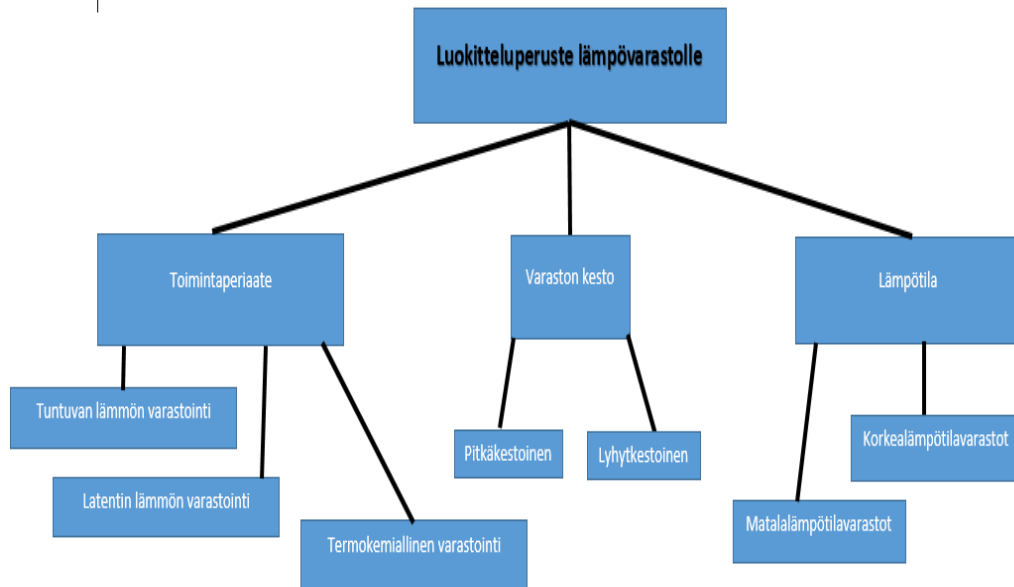 Luokitteluperuste lämpövarastolle
Toimintaperiaate
Varaston kesto
Lämpötila
Tuntuvan lämmön varastointi
Latentin lämmön varastointi
Termokemiallinen varastointi
Pitkäkestoinen
Lyhytkestoinen
Korkealämpötilavarastot
Matalalämpötilavarastot